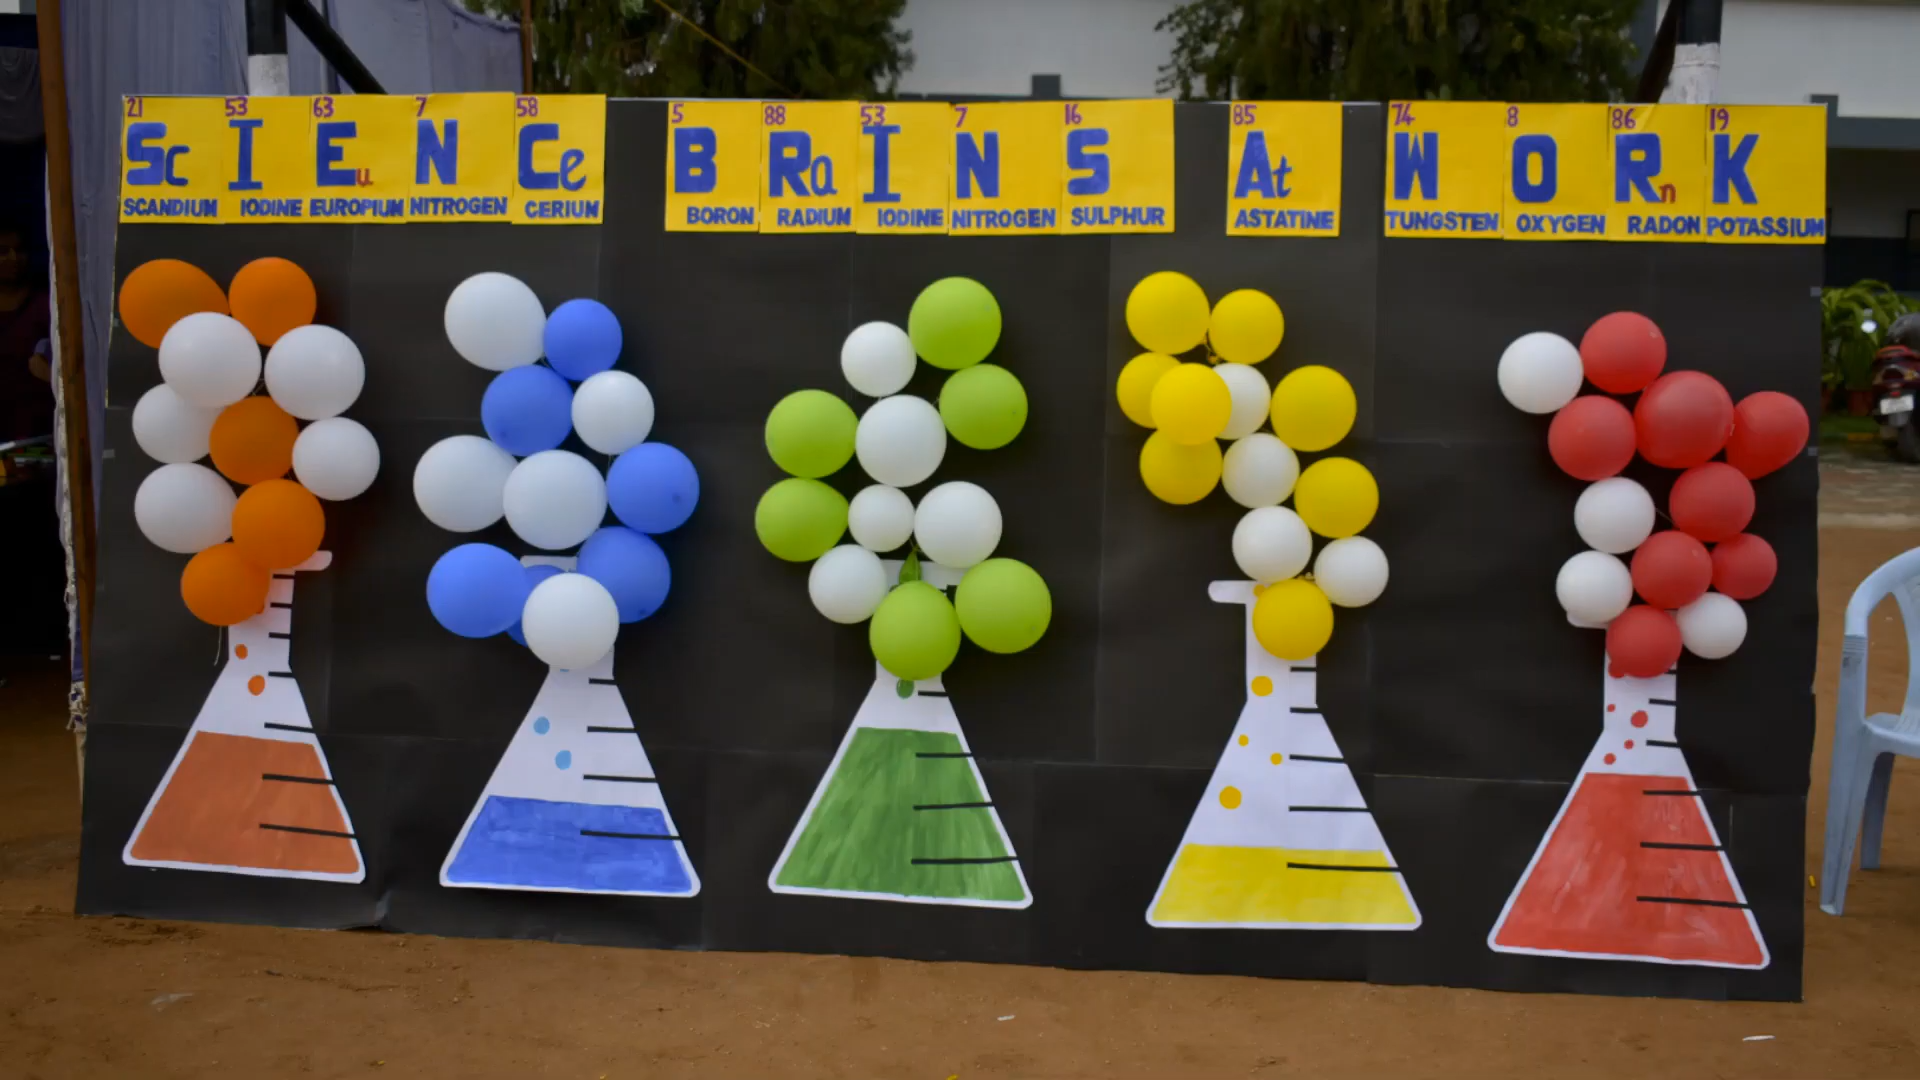 21 53 63 7 58 5 88 53 7 16 85 74 8 86 19
Sc I Eu N Ce B Ra I N S At W O Rn K
SCANDIUM IODINE EUROPIUM NITROGEN CERIUM BORON RADIUM IODINE NITROGEN SULPHUR ASTATINE TUNGSTEN OXYGEN RADON POTASSIUM